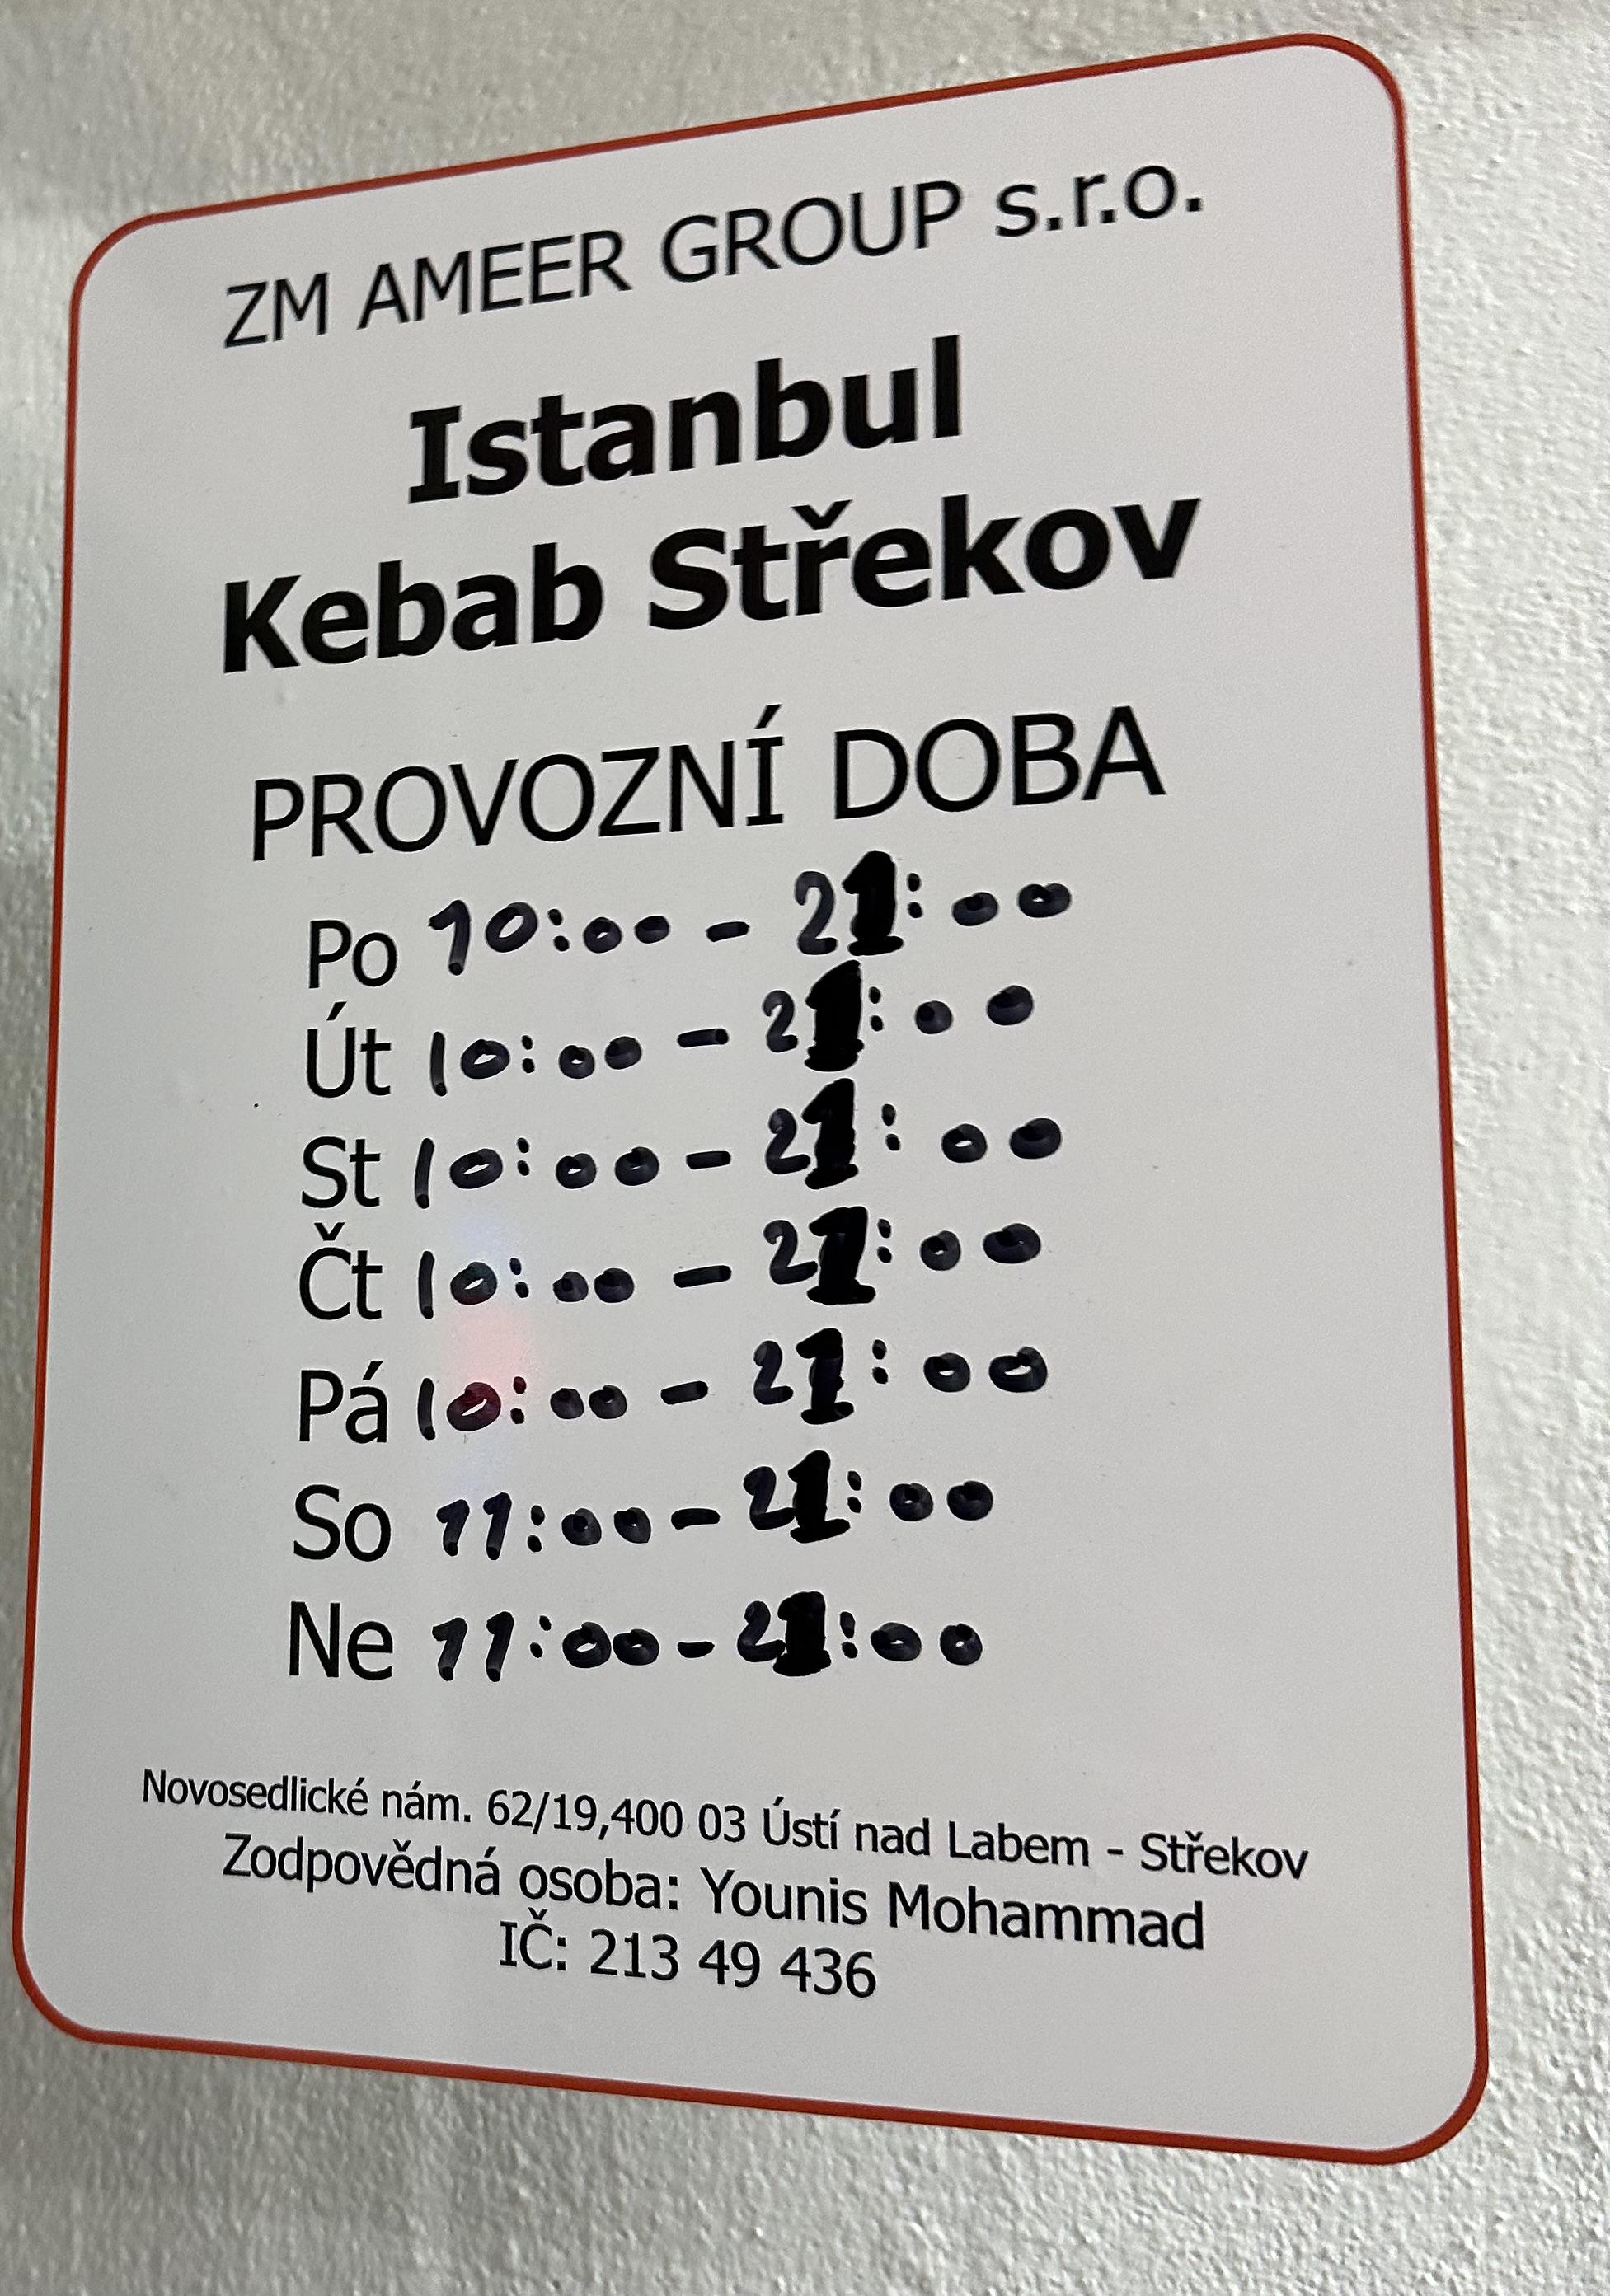 ZM AMEER GROUP s.r.o.
Istanbul
Kebab Střekov
PROVOZNÍ DOBA
Po 10:00 - 21:00
Út 10:00 - 21:00
St 10:00 - 21:00
Čt 10:00 - 21:00
Pá 10:00 - 21:00
So 11:00 - 21:00
Ne 11:00 - 21:00
Novosedlické nám. 62/19,400 03 Ústí nad Labem - Střekov
Zodpovědná osoba: Younis Mohammad
IČ: 213 49 436